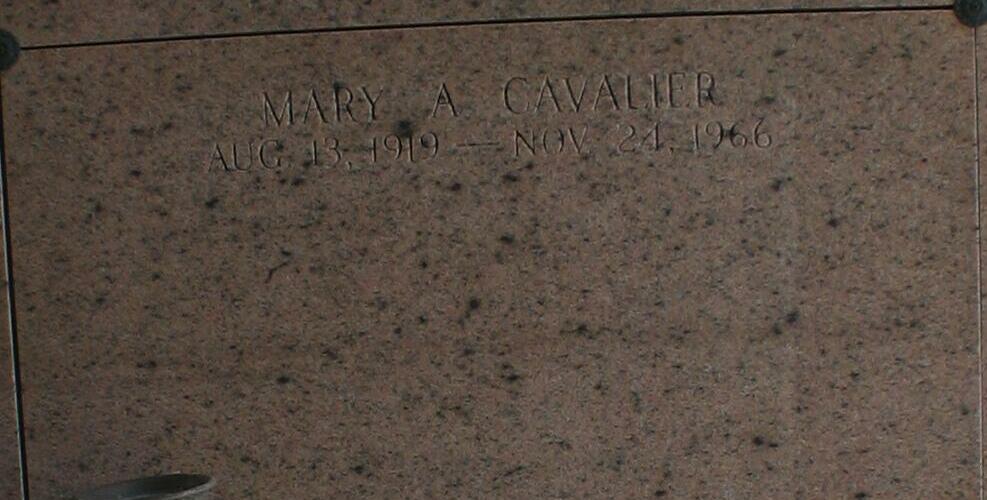 MARY A CAVALIER
AUG. 13, 1919 — NOV. 24, 1966